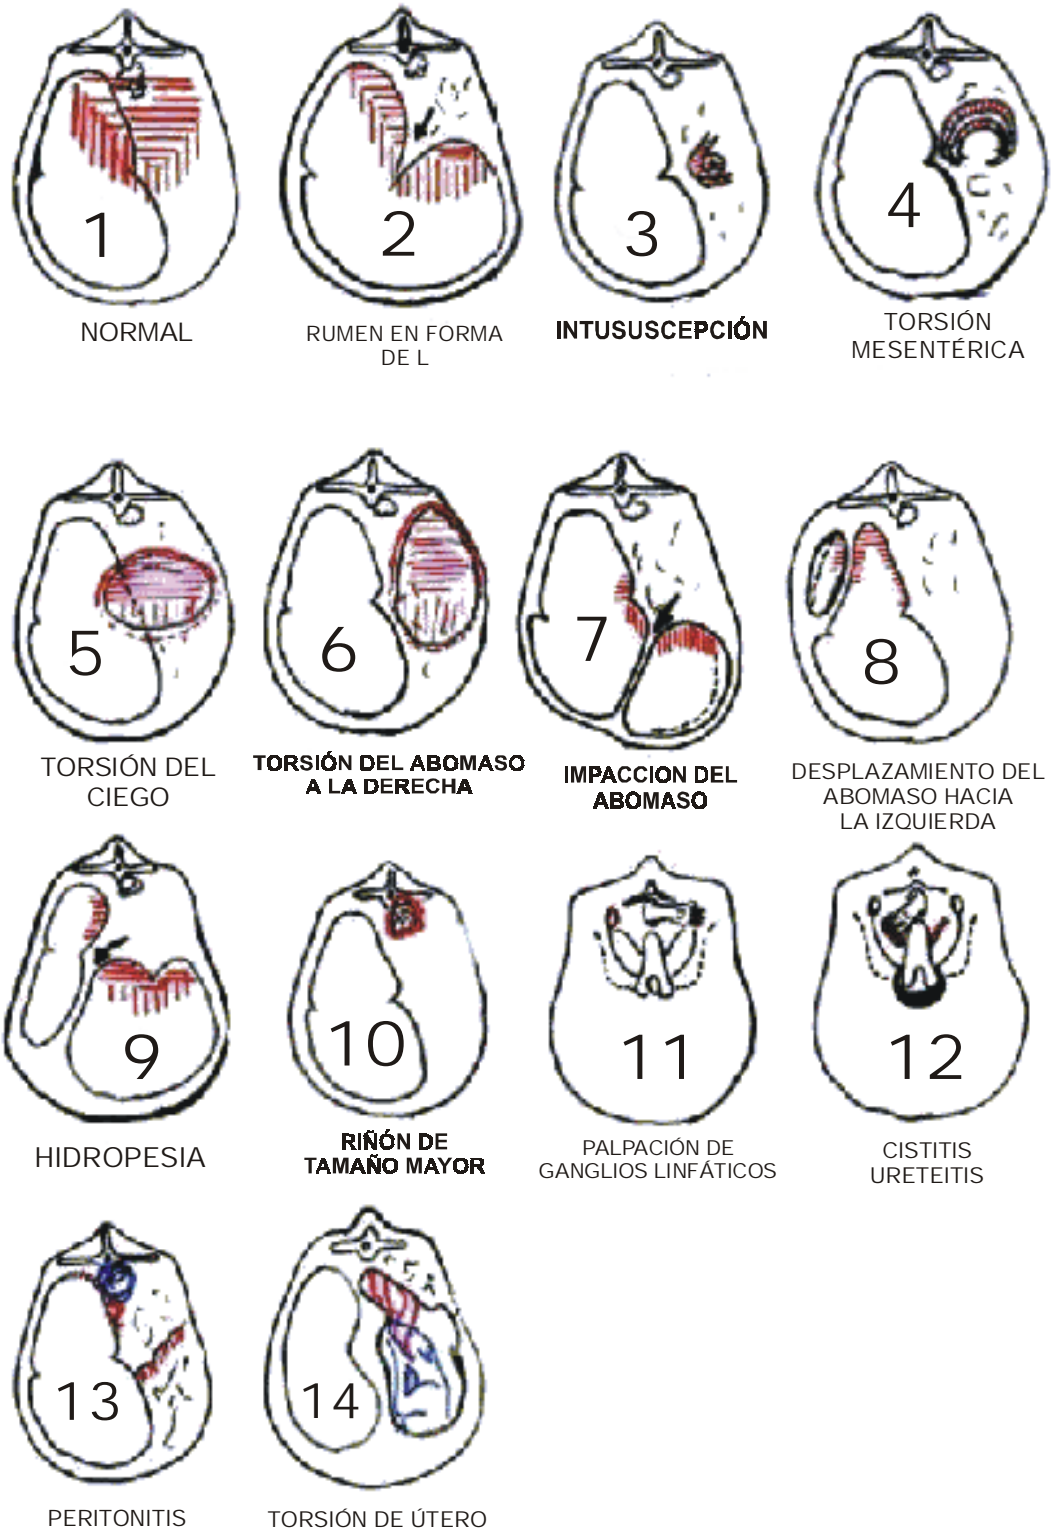 1
2
3
4
NORMAL
RUMEN EN FORMA
DE L
INTUSUSCEPCIÓN
TORSIÓN
MESENTÉRICA
5
6
7
8
TORSIÓN DEL
CIEGO
TORSIÓN DEL ABOMASO
A LA DERECHA
IMPACCION DEL
ABOMASO
DESPLAZAMIENTO DEL
ABOMASO HACIA
LA IZQUIERDA
9
10
11
12
HIDROPESIA
RIÑÓN DE
TAMAÑO MAYOR
PALPACIÓN DE
GANGLIOS LINFÁTICOS
CISTITIS
URETEITIS
13
14
PERITONITIS
TORSIÓN DE ÚTERO